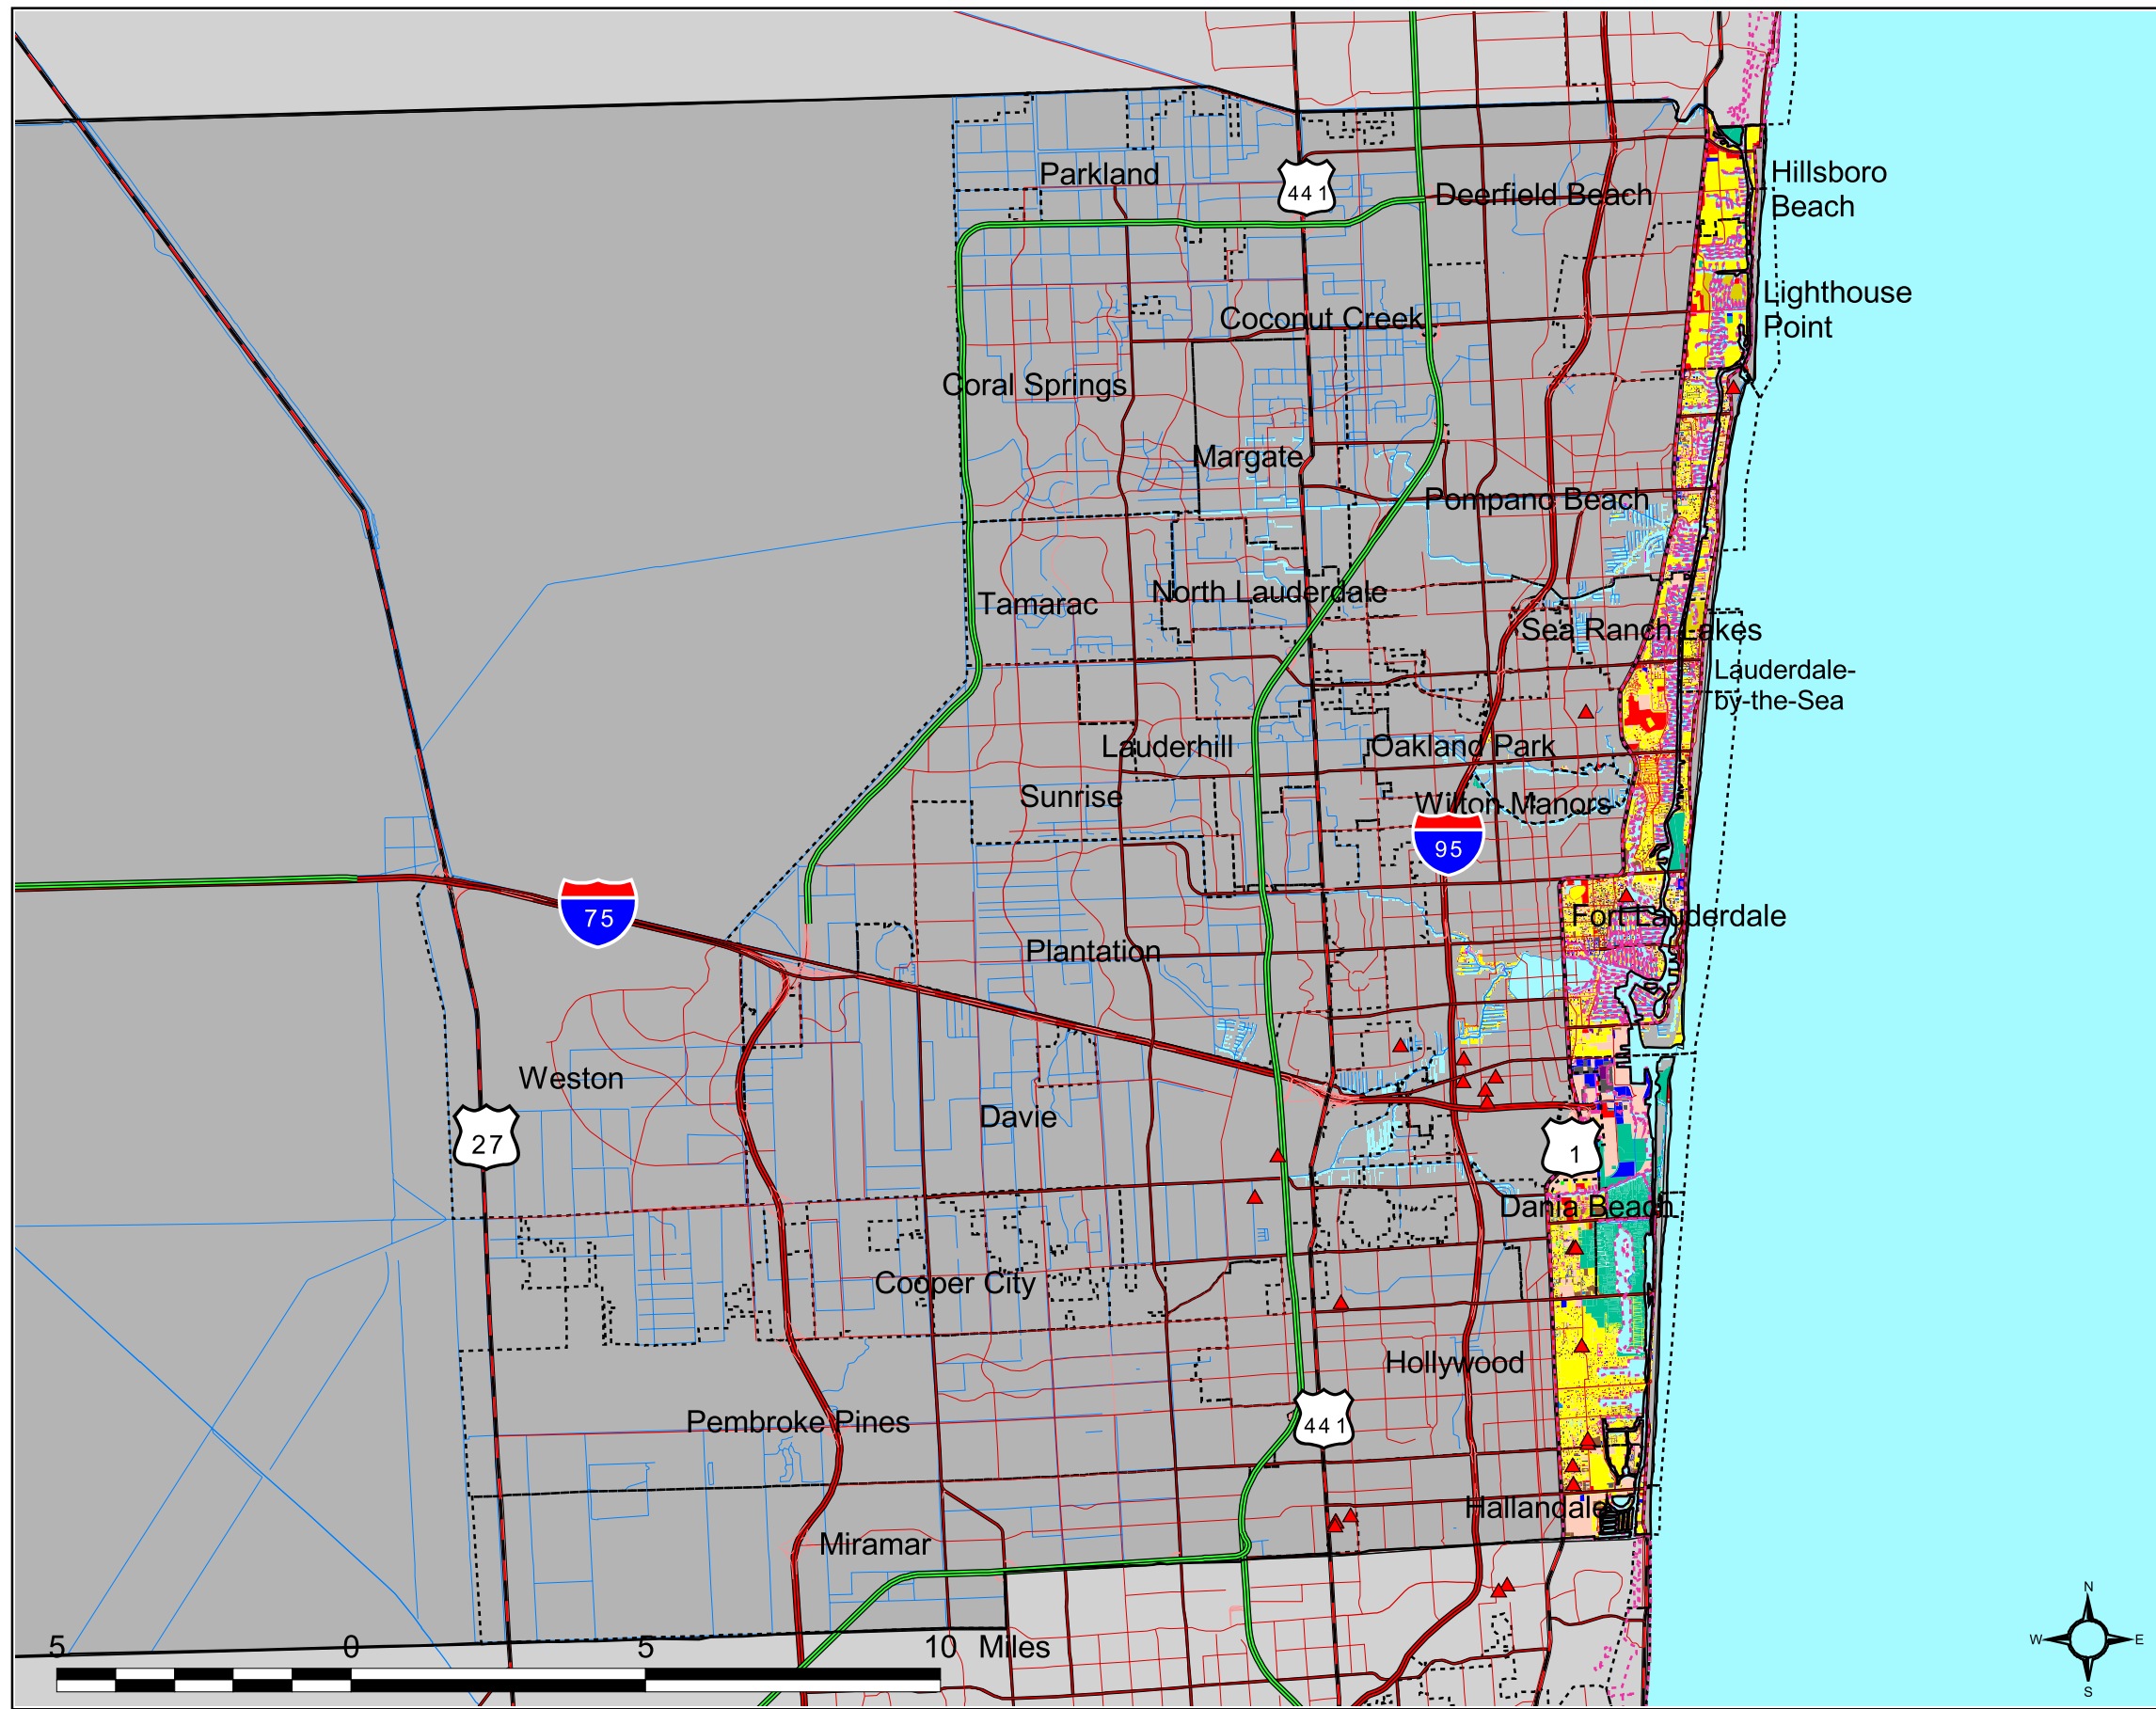 Parkland
441
Deerfield Beach
Hillsboro
Beach
Lighthouse
Point
Coconut Creek
Coral Springs
Margate
Pompano Beach
North Lauderdale
Tamarac
Sea Ranch Lakes
Lauderdale-
by-the-Sea
Lauderhill
Oakland Park
Sunrise
Wilton Manors
95
75
Fort Lauderdale
Plantation
Weston
Davie
27
1
Dania Beach
Cooper City
Hollywood
Pembroke Pines
441
Hallandale
Miramar
5 0 5 10 Miles
N
W E
S